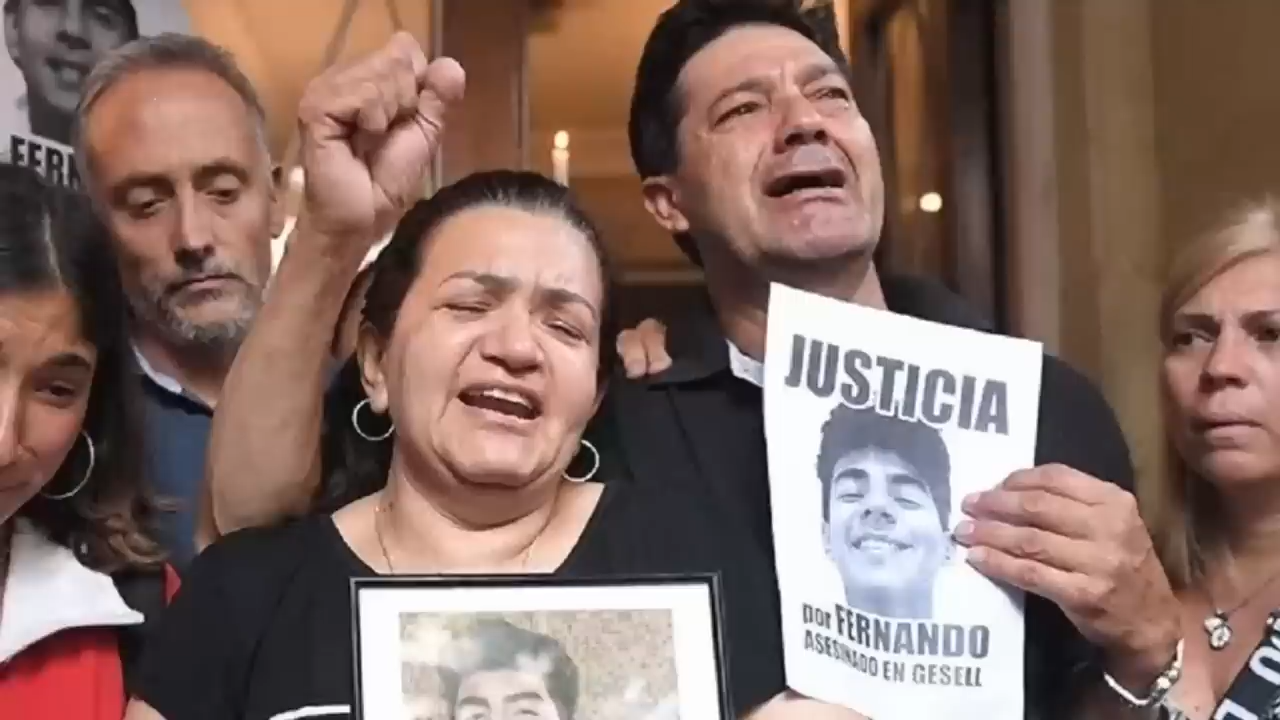 FERN
JUSTICIA
por FERNANDO
ASESINADO EN GESELL